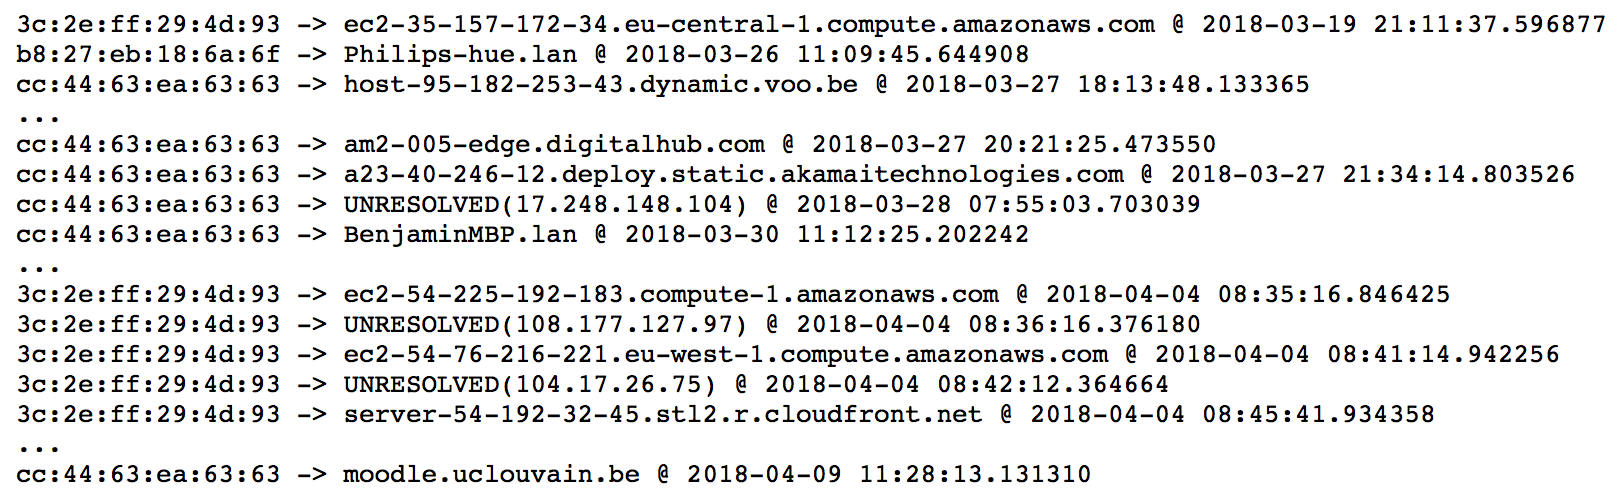 3c:2e:ff:29:4d:93 -> ec2-35-157-172-34.eu-central-1.compute.amazonaws.com @ 2018-03-19 21:11:37.596877
b8:27:eb:18:6a:6f -> Philips-hue.lan @ 2018-03-26 11:09:45.644908
cc:44:63:ea:63:63 -> host-95-182-253-43.dynamic.voo.be @ 2018-03-27 18:13:48.133365
...
cc:44:63:ea:63:63 -> am2-005-edge.digitalhub.com @ 2018-03-27 20:21:25.473550
cc:44:63:ea:63:63 -> a23-40-246-12.deploy.static.akamaitechnologies.com @ 2018-03-27 21:34:14.803526
cc:44:63:ea:63:63 -> UNRESOLVED(17.248.148.104) @ 2018-03-28 07:55:03.703039
cc:44:63:ea:63:63 -> BenjaminMBP.lan @ 2018-03-30 11:12:25.202242
...
3c:2e:ff:29:4d:93 -> ec2-54-225-192-183.compute-1.amazonaws.com @ 2018-04-04 08:35:16.846425
3c:2e:ff:29:4d:93 -> UNRESOLVED(108.177.127.97) @ 2018-04-04 08:36:16.376180
3c:2e:ff:29:4d:93 -> ec2-54-76-216-221.eu-west-1.compute.amazonaws.com @ 2018-04-04 08:41:14.942256
3c:2e:ff:29:4d:93 -> UNRESOLVED(104.17.26.75) @ 2018-04-04 08:42:12.364664
3c:2e:ff:29:4d:93 -> server-54-192-32-45.stl2.r.cloudfront.net @ 2018-04-04 08:45:41.934358
...
cc:44:63:ea:63:63 -> moodle.uclouvain.be @ 2018-04-09 11:28:13.131310